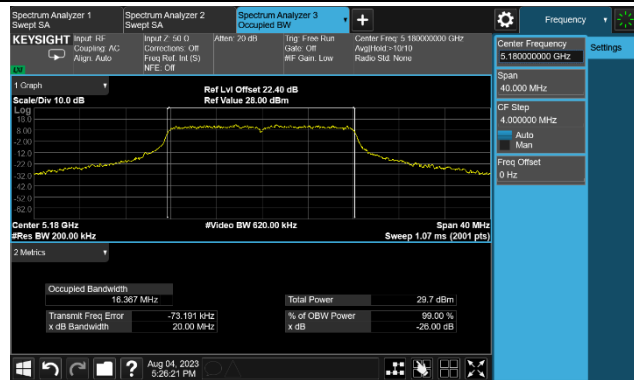 Spectrum Analyzer 1
Swept SA
Spectrum Analyzer 2
Swept SA
Spectrum Analyzer 3
Occupied BW
Frequency
KEYSIGHT
Input: RF
Coupling: AC
Align: Auto
Input Z: 50 Ω
Corrections: Off
Freq Ref: Int (S)
NFE: Off
Atten: 20 dB
Trig: Free Run
Gate: Off
#IF Gain: Low
Center Freq: 5.180000000 GHz
Avg|Hold:>10/10
Radio Std: None
Center Frequency
5.180000000 GHz
Settings
Span
40.000 MHz
CF Step
4.000000 MHz
Auto
Man
Freq Offset
0 Hz
1 Graph
Scale/Div 10.0 dB
Ref Lvl Offset 22.40 dB
Ref Value 28.00 dBm
Log
18.0
8.00
-2.00
-12.0
-22.0
-32.0
-42.0
-52.0
-62.0
Center 5.18 GHz
#Res BW 200.00 kHz
#Video BW 620.00 kHz
Span 40 MHz
Sweep 1.07 ms (2001 pts)
2 Metrics
Occupied Bandwidth
16.367 MHz
Total Power 29.7 dBm
Transmit Freq Error -73.191 kHz
% of OBW Power 99.00 %
x dB Bandwidth 20.00 MHz
x dB -26.00 dB
?
Aug 04, 2023
5:26:21 PM